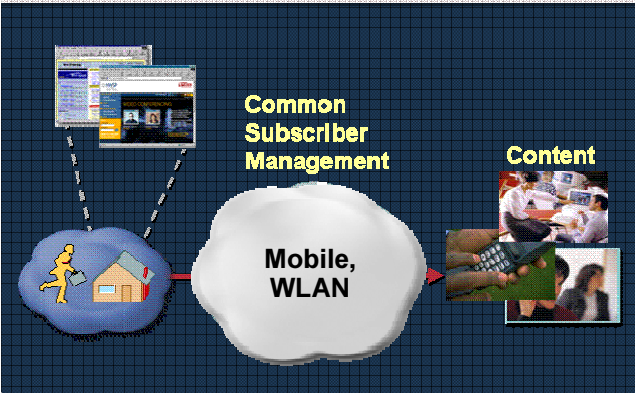 Common
Subscriber
Management
Content
Mobile,
WLAN